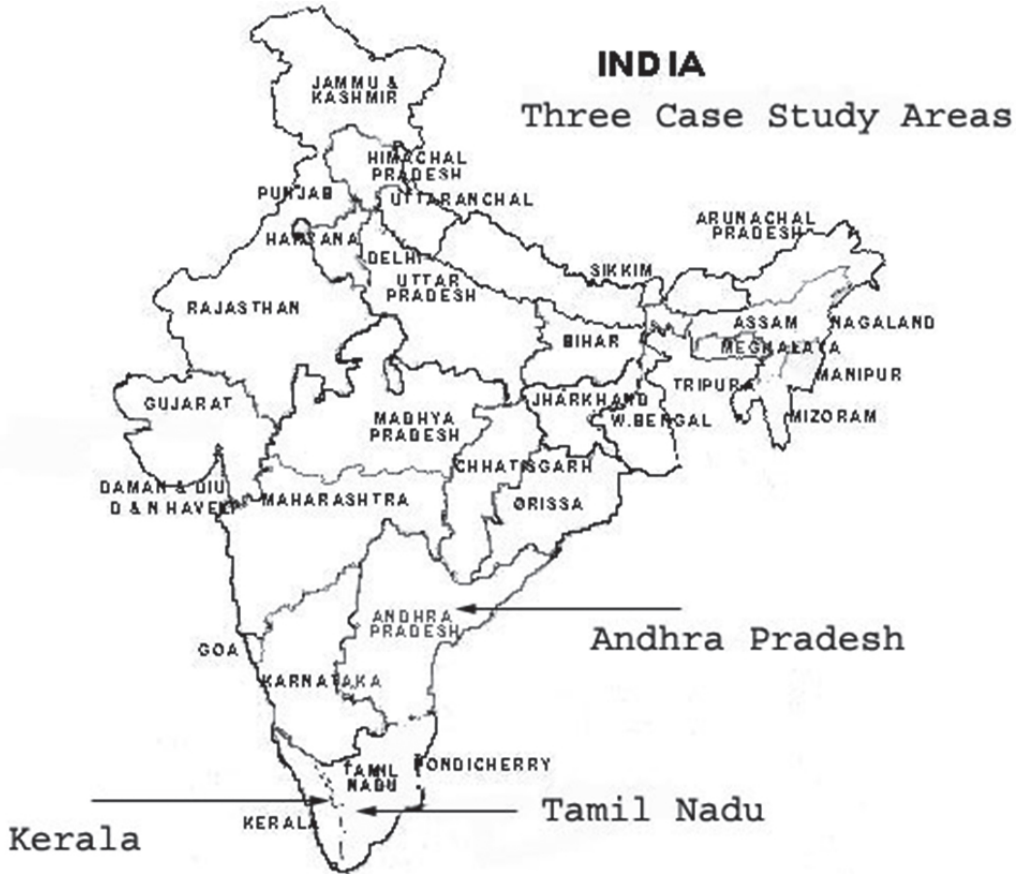 INDIA
Three Case Study Areas
JAMMU &
KASHMIR
HIMACHAL
PRADESH
PUNJAB
UTTARANCHAL
ARUNACHAL
PRADESH
HARYANA
DELHI
SIKKIM
UTTAR
PRADESH
RAJASTHAN
ASSAM
NAGALAND
BIHAR
MEGHALAYA
MANIPUR
TRIPURA
GUJARAT
JHARKHAND
MADHYA
PRADESH
W.BENGAL
MIZORAM
CHHATISGARH
DAMAN & DIU
D & N HAVELI
MAHARASHTRA
ORISSA
ANDHRA
PRADESH
Andhra Pradesh
GOA
KARNATAKA
TAMIL
NADU
PONDICHERRY
Tamil Nadu
KERALA
Kerala